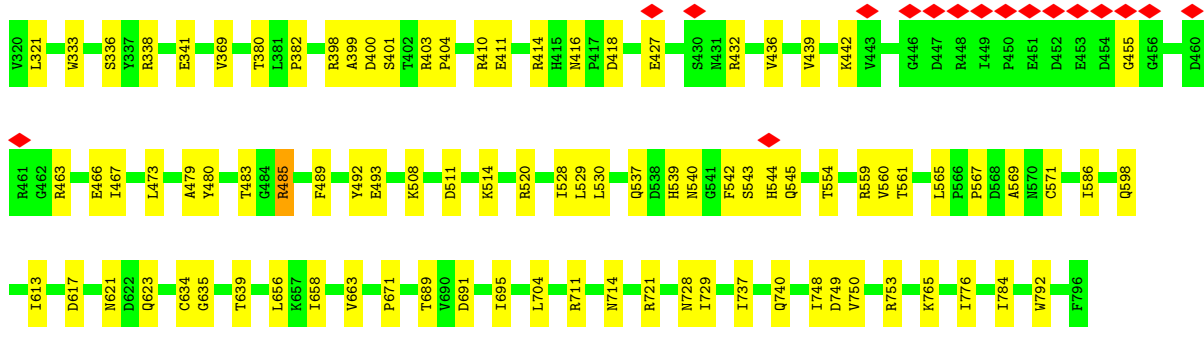 V320 L321 W333 S336 Y337 R338 E341 V369 T380 L381 P382 R398 A399 D400 S401 T402 R403 P404 R410 E411 R414 H415 N416 P417 D418 E427 S430 N431 R432 V436 V439 K442 V443 G446 D447 R448 I449 P450 E451 D452 E453 D454 G455 G456 D460
R461 G462 R463 E466 I467 L473 A479 Y480 T483 G484 R485 F489 Y492 E493 K508 D511 K514 R520 I528 L529 L530 Q537 D538 H539 N540 G541 F542 S543 H544 Q545 T554 R559 V560 T561 L565 P566 P567 D568 A569 N570 C571 I586 Q598
I613 D617 N621 D622 Q623 C634 G635 T639 L656 K657 I658 V663 P671 T689 V690 D691 I695 L704 R711 N714 R721 N728 I729 I737 Q740 I748 D749 V750 R753 K765 I776 I784 W792 F796